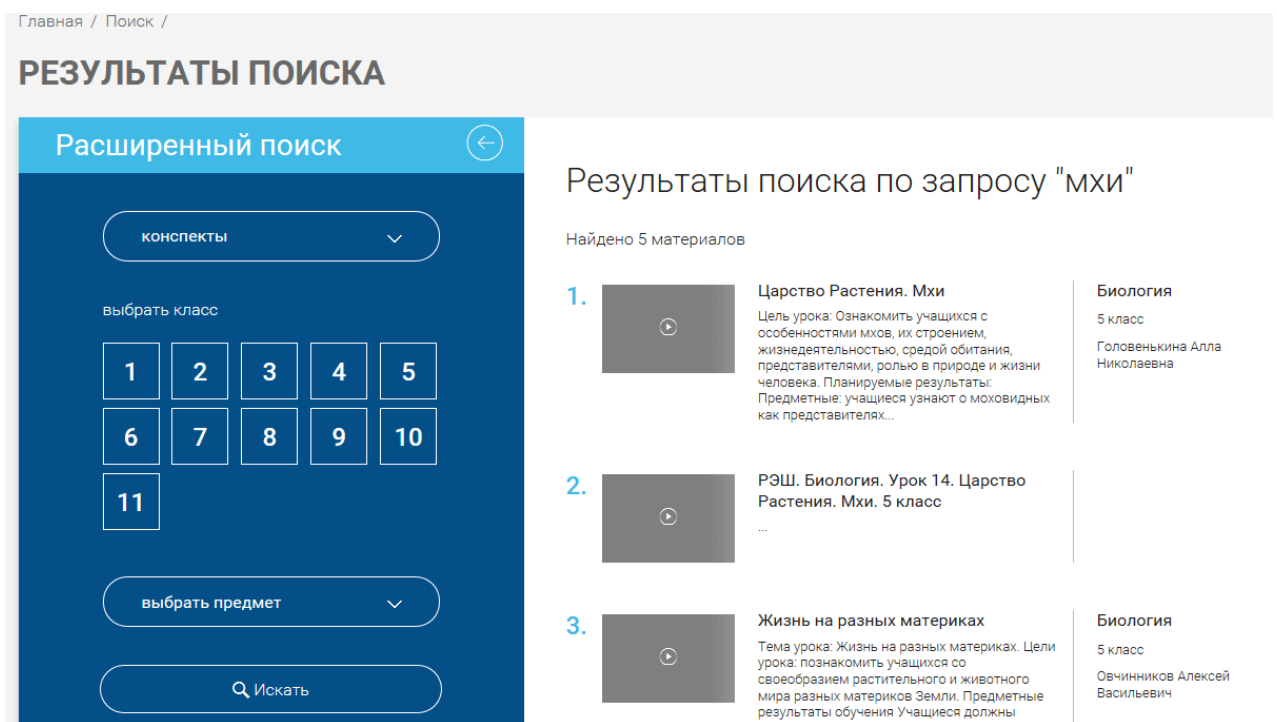 Главная / Поиск /
РЕЗУЛЬТАТЫ ПОИСКА
Расширенный поиск
конспекты
выбрать класс
1 2 3 4 5
6 7 8 9 10
11
выбрать предмет
Искать
Результаты поиска по запросу "мхи"
Найдено 5 материалов
1.
Царство Растения. Мхи
Цель урока: Ознакомить учащихся с
особенностями мхов, их строением,
жизнедеятельностью, средой обитания,
представителями, ролью в природе и жизни
человека. Планируемые результаты:
Предметные: учащиеся узнают о моховидных
как представителях...
Биология
5 класс
Головенькина Алла
Николаевна
2.
РЭШ. Биология. Урок 14. Царство
Растения. Мхи. 5 класс
...
3.
Жизнь на разных материках
Тема урока: Жизнь на разных материках. Цели
урока: познакомить учащихся со
своеобразием растительного и животного
мира разных материков Земли. Предметные
результаты обучения Учащиеся должны
Биология
5 класс
Овчинников Алексей
Васильевич